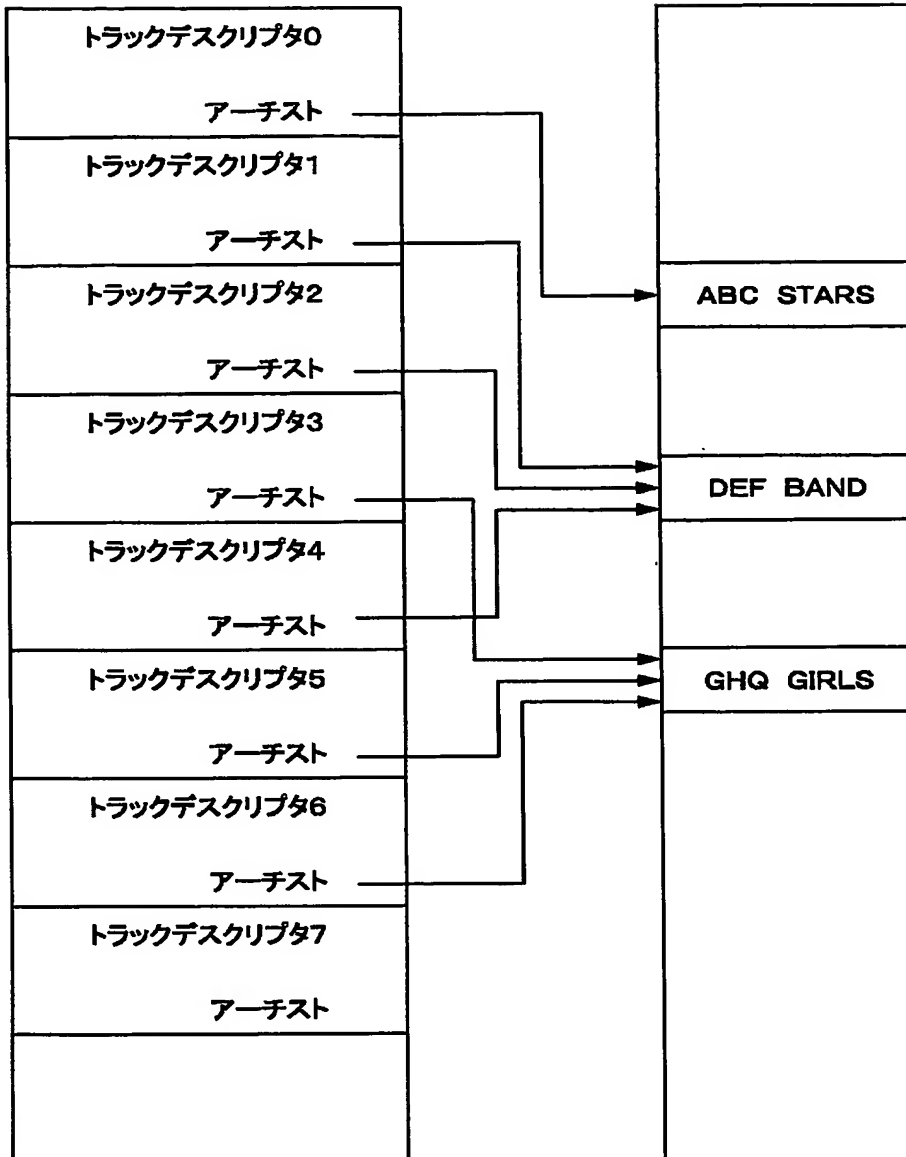 トラックデスクリプタ0
アーチスト
トラックデスクリプタ1
アーチスト
トラックデスクリプタ2
アーチスト
トラックデスクリプタ3
アーチスト
トラックデスクリプタ4
アーチスト
トラックデスクリプタ5
アーチスト
トラックデスクリプタ6
アーチスト
トラックデスクリプタ7
アーチスト
ABC STARS
DEF BAND
GHQ GIRLS